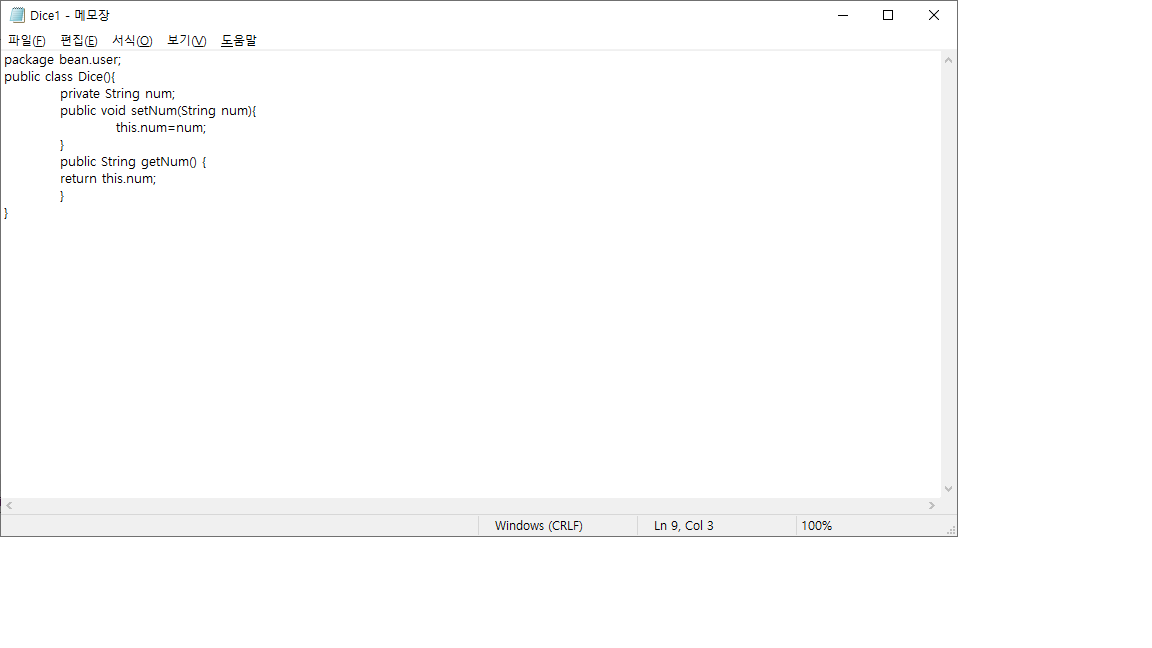 Dice1 - 메모장
파일(F) 편집(E) 서식(O) 보기(V) 도움말
package bean.user;
public class Dice(){
private String num;
public void setNum(String num){
this.num=num;
}
public String getNum() {
return this.num;
}
}
Windows (CRLF) Ln 9, Col 3 100%